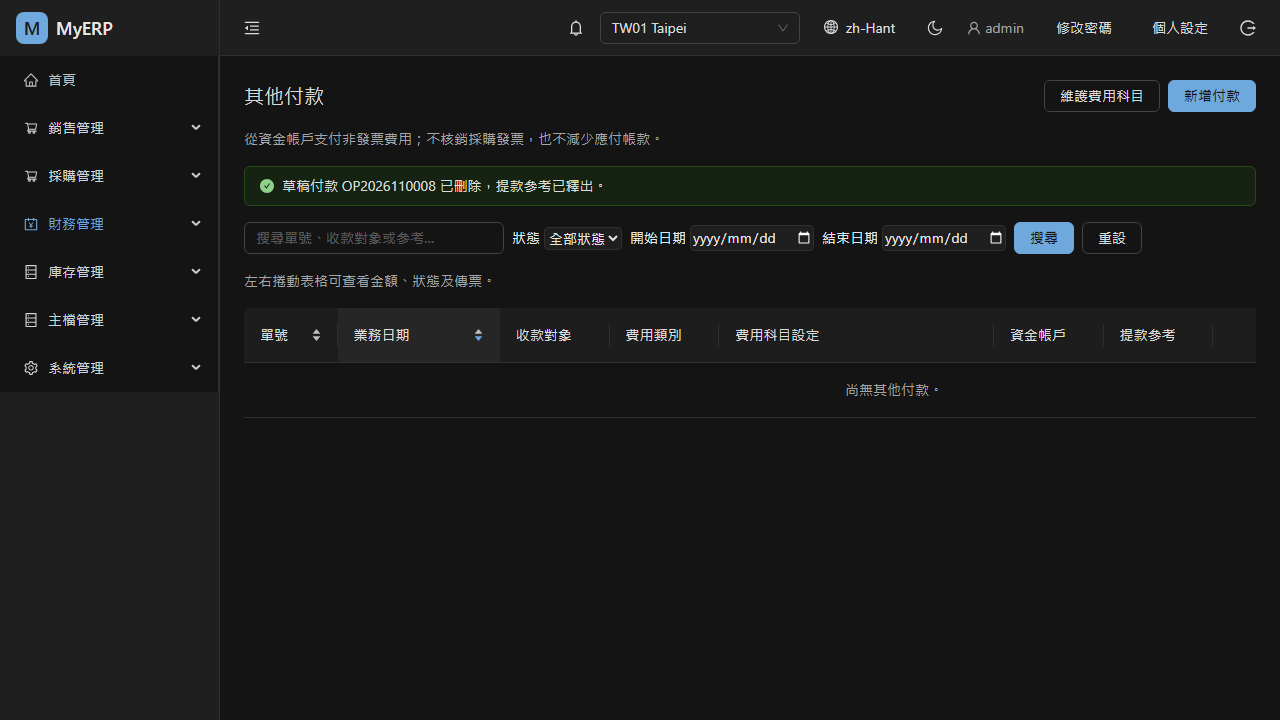 M MyERP
TW01 Taipei
zh-Hant
admin
修改密碼
個人設定
首頁
銷售管理
採購管理
財務管理
庫存管理
主檔管理
系統管理
其他付款
維護費用科目
新增付款
從資金帳戶支付非發票費用；不核銷採購發票，也不減少應付帳款。
草稿付款 OP2026110008 已刪除，提款參考已釋出。
搜尋單號、收款對象或參考...
狀態 全部狀態 開始日期 yyyy/mm/dd 結束日期 yyyy/mm/dd 搜尋 重設
左右捲動表格可查看金額、狀態及傳票。
單號 業務日期 收款對象 費用類別 費用科目設定 資金帳戶 提款參考
尚無其他付款。